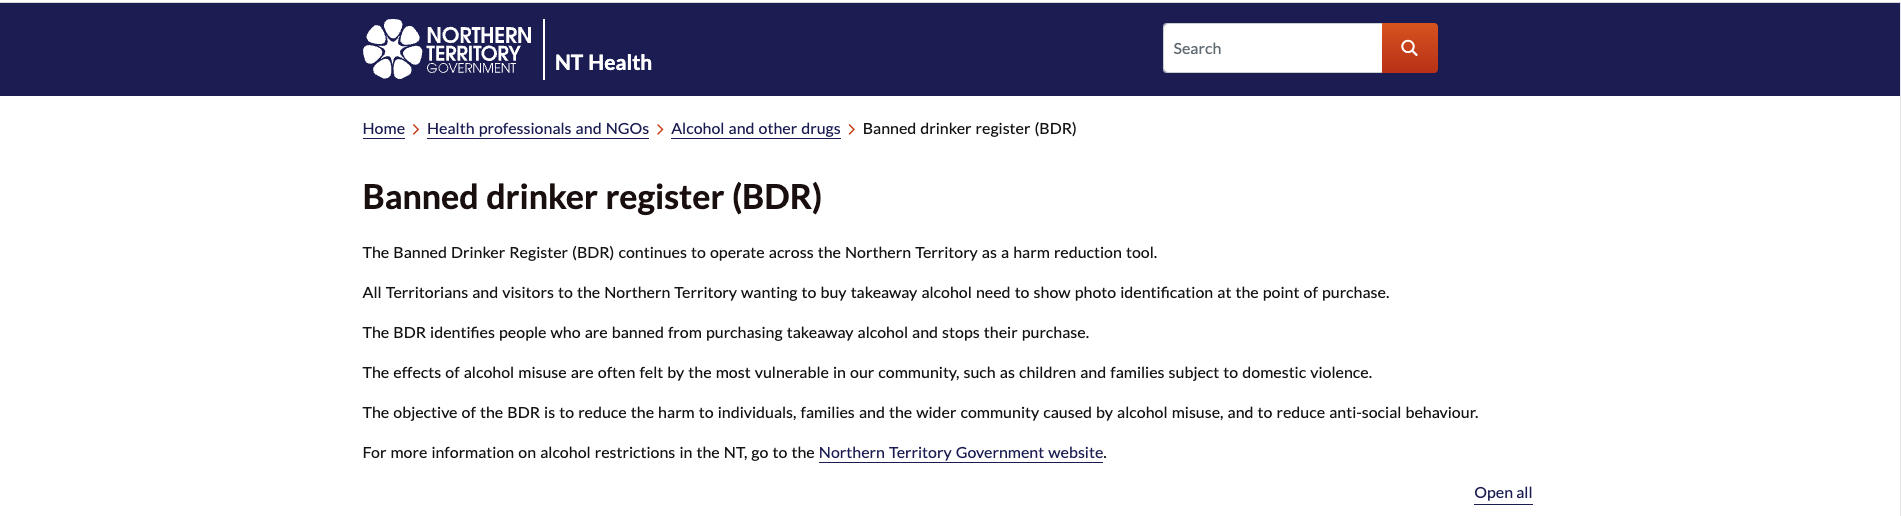 NORTHERN
TERRITORY
GOVERNMENT
NT Health
Search
Home > Health professionals and NGOs > Alcohol and other drugs > Banned drinker register (BDR)
Banned drinker register (BDR)
The Banned Drinker Register (BDR) continues to operate across the Northern Territory as a harm reduction tool.
All Territorians and visitors to the Northern Territory wanting to buy takeaway alcohol need to show photo identification at the point of purchase.
The BDR identifies people who are banned from purchasing takeaway alcohol and stops their purchase.
The effects of alcohol misuse are often felt by the most vulnerable in our community, such as children and families subject to domestic violence.
The objective of the BDR is to reduce the harm to individuals, families and the wider community caused by alcohol misuse, and to reduce anti-social behaviour.
For more information on alcohol restrictions in the NT, go to the Northern Territory Government website.
Open all